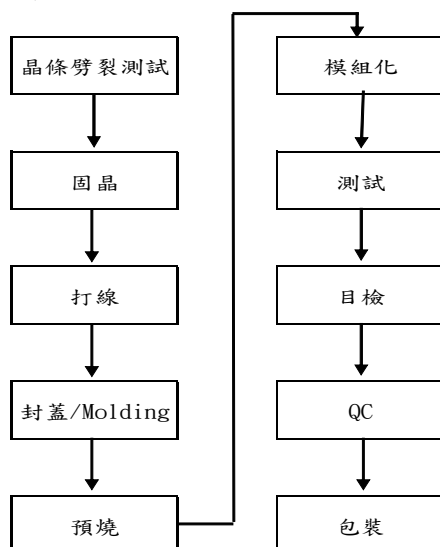 晶條劈裂測試
固晶
打線
封蓋/Molding
預燒
模組化
測試
目檢
QC
包裝